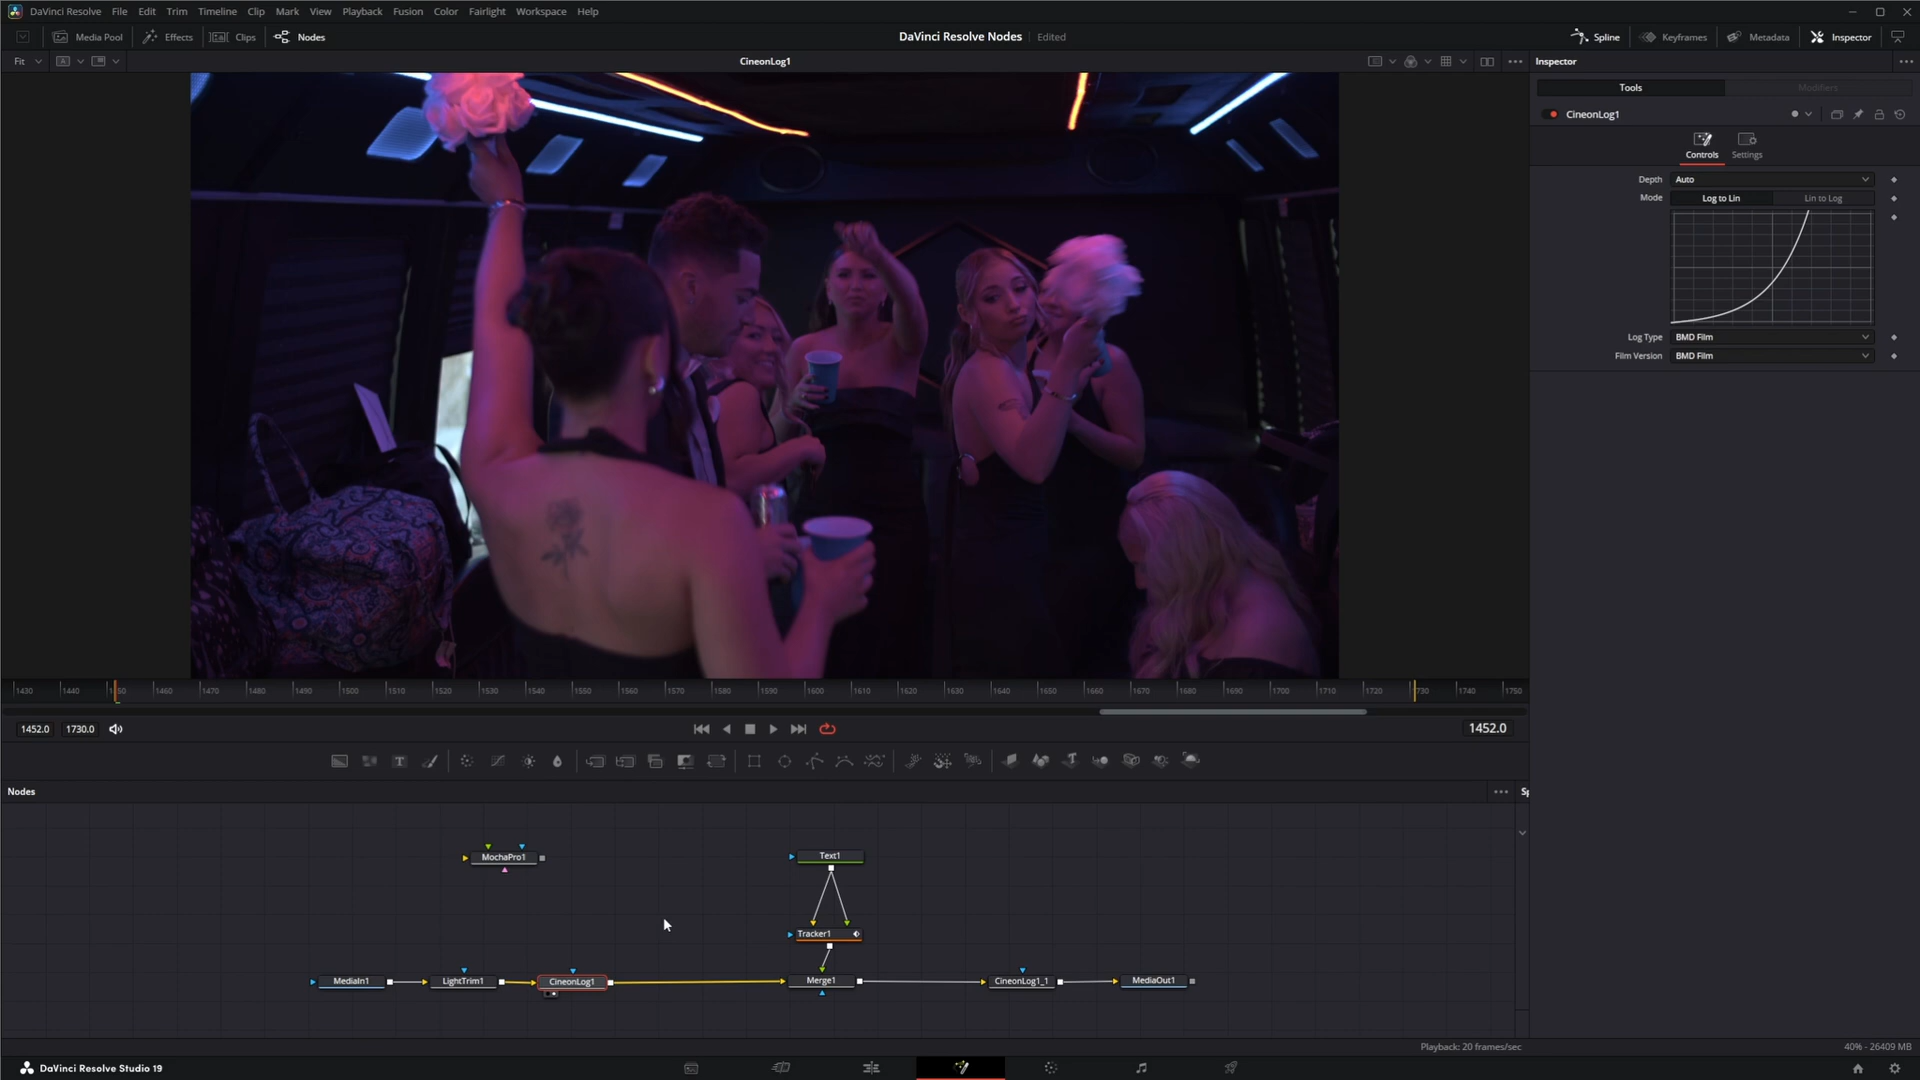 DaVinci Resolve File Edit Trim Timeline Clip Mark View Playback Fusion Color Fairlight Workspace Help
Media Pool Effects Clips Nodes DaVinci Resolve Nodes Edited Spline Keyframes Metadata Inspector
Fit A CineonLog1 Inspector
Tools Modifiers
CineonLog1
Controls Settings
Depth Auto
Mode Log to Lin Lin to Log
Log Type BMD Film
Film Version BMD Film
1430 1440 1450 1460 1470 1480 1490 1500 1510 1520 1530 1540 1550 1560 1570 1580 1590 1600 1610 1620 1630 1640 1650 1660 1670 1680 1690 1700 1710 1720 1730 1740 1750
1452.0 1730.0 1452.0
Nodes Sp
MochaPro1 Text1
Tracker1
MediaIn1 LightTrim1 CineonLog1 Merge1 CineonLog1_1 MediaOut1
Playback: 20 frames/sec 40% - 26409 MB
DaVinci Resolve Studio 19